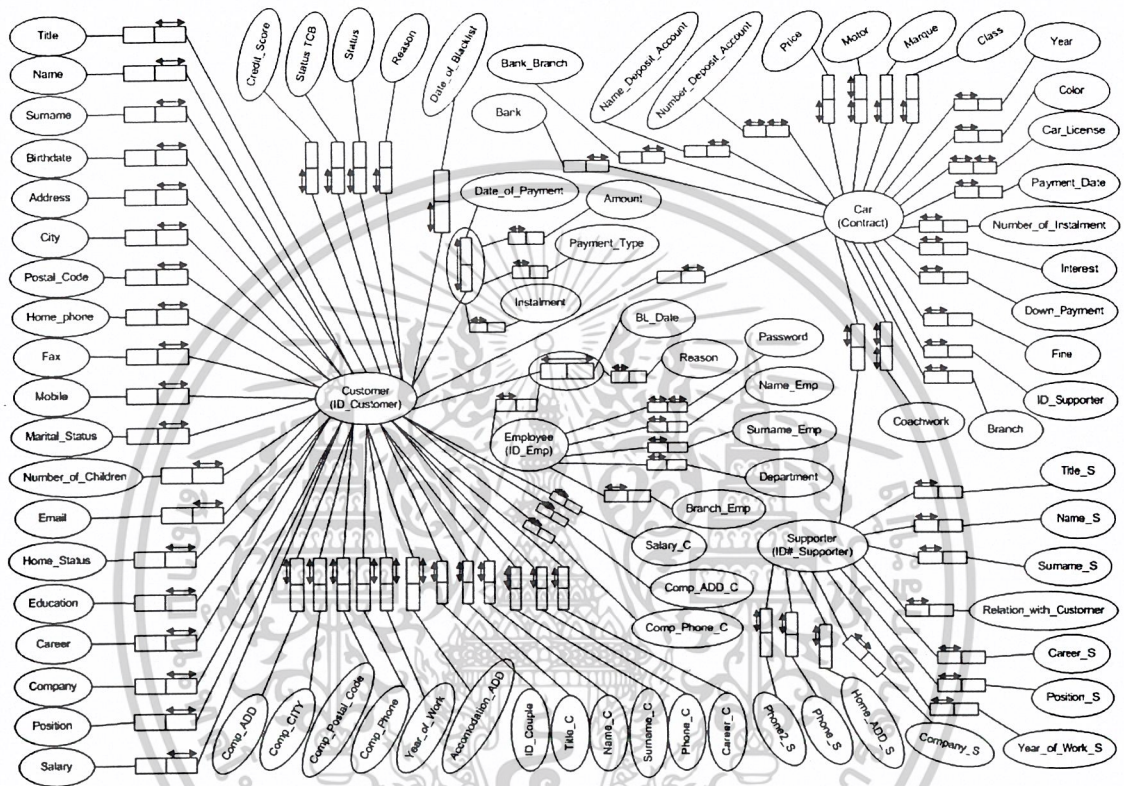 Title
Name
Surname
Birthdate
Address
City
Postal_Code
Home_phone
Fax
Mobile
Marital_Status
Number_of_Children
Email
Home_Status
Education
Career
Company
Position
Salary
Credit_Score
Status TCB
Status
Reason
Date_of_Blacklist
Bank_Branch
Bank
Name_Deposit_Account
Number_Deposit_Account
Price
Motor
Marque
Class
Year
Color
Car_License
Payment_Date
Number_of_Instalment
Interest
Down_Payment
Fine
ID_Supporter
Branch
Coachwork
Car
(Contract)
Date_of_Payment
Amount
Payment_Type
Instalment
BL_Date
Reason
Customer
(ID_Customer)
Employee
(ID_Emp)
Password
Name_Emp
Surname_Emp
Department
Branch_Emp
Salary_C
Comp_ADD_C
Comp_Phone_C
Supporter
(ID#_Supporter)
Title_S
Name_S
Surname_S
Relation_with_Customer
Career_S
Position_S
Year_of_Work_S
Company_S
Comp_ADD
Comp_CITY
Comp_Postal_Code
Comp_Phone
Year_of_Work
Accomodation_ADD
ID_Couple
Title_C
Name_C
Surname_C
Phone_C
Career_C
Phone2_S
Phone_S
Home_ADD_S